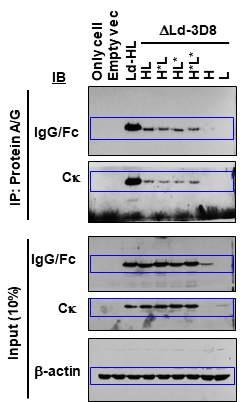 ΔLd-3D8
IB
Only cell
Empty vec
Ld-HL
HL
H*L
HL*
H*L*
H
L
IP: Protein A/G
IgG/Fc
Cκ
Input (10%)
IgG/Fc
Cκ
β-actin